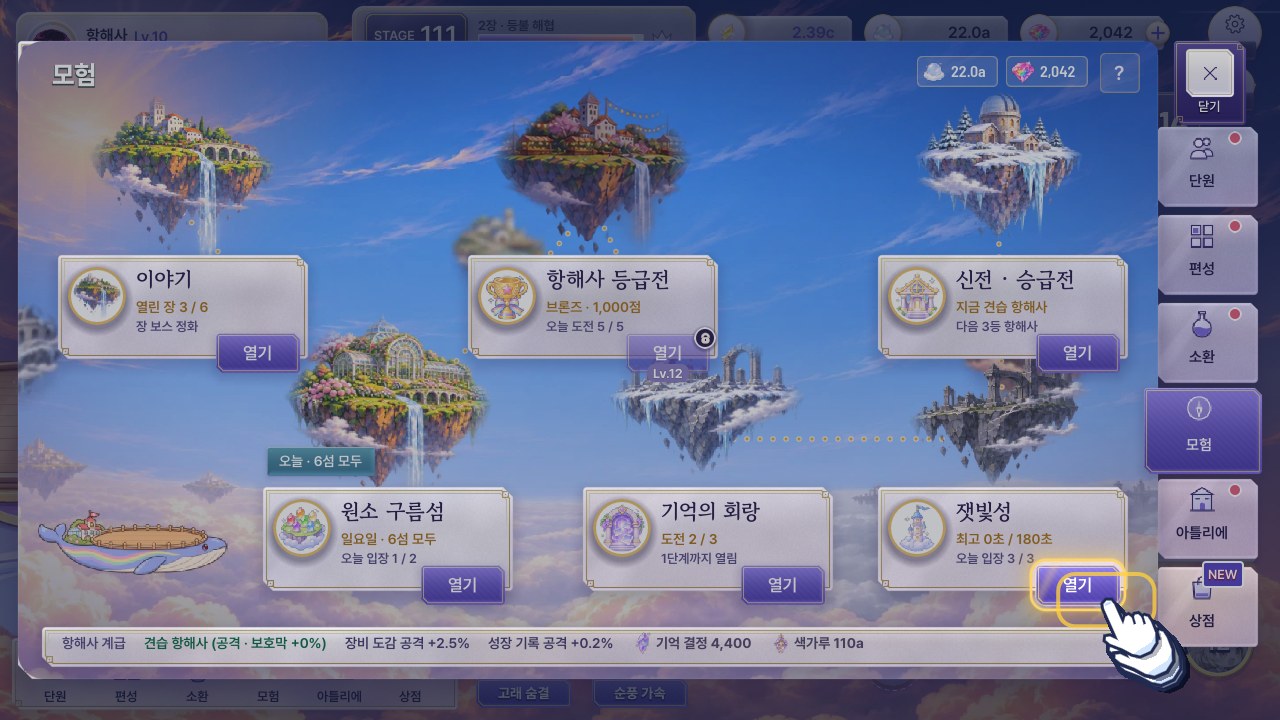 항해사 Lv.10
STAGE 111
2장 · 등불 해협
2.39c
22.0a
2,042
모험
22.0a
2,042
?
닫기
단원
편성
소환
모험
아틀리에
NEW
상점
이야기
열린 장 3 / 6
장 보스 정화
열기
항해사 등급전
브론즈 · 1,000점
오늘 도전 5 / 5
열기
Lv.12
신전 · 승급전
지금 견습 항해사
다음 3등 항해사
열기
오늘 · 6섬 모두
원소 구름섬
일요일 · 6섬 모두
오늘 입장 1 / 2
열기
기억의 회랑
도전 2 / 3
1단계까지 열림
열기
잿빛성
최고 0초 / 180초
오늘 입장 3 / 3
열기
항해사 계급 견습 항해사 (공격 · 보호막 +0%) 장비 도감 공격 +2.5% 성장 기록 공격 +0.2% 기억 결정 4,400 색가루 110a
단원 편성 소환 모험 아틀리에 상점
고래 숨결
순풍 가속